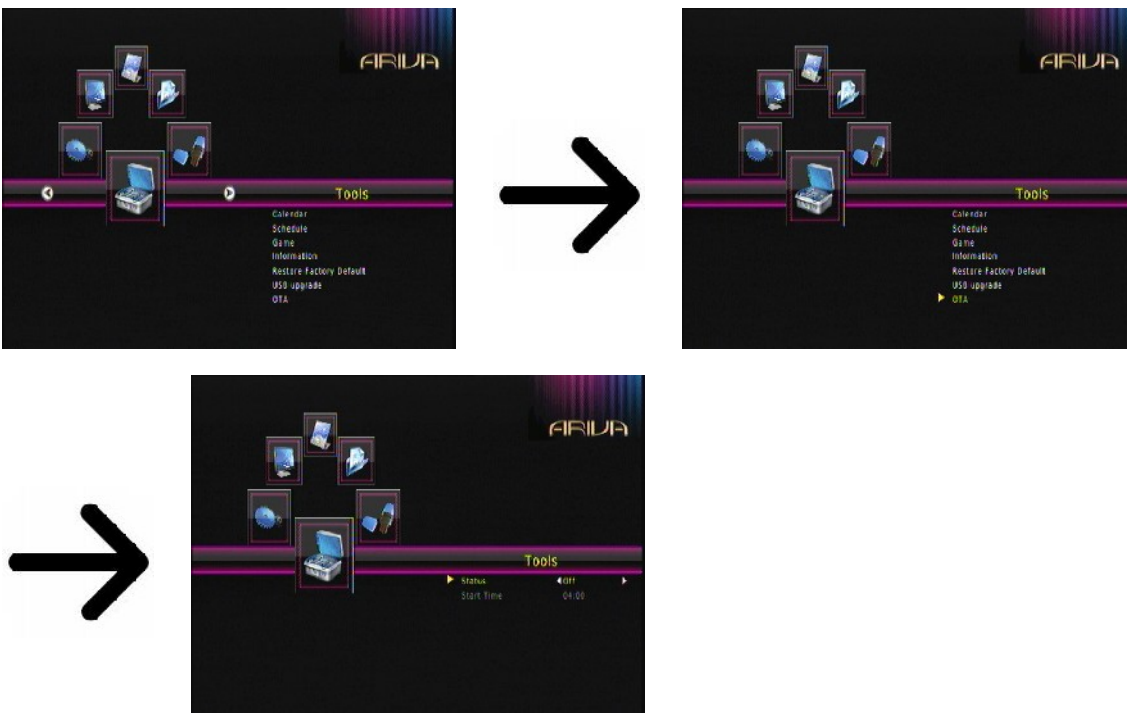 ARIVA
Tools
Calendar
Schedule
Game
Information
Restore Factory Default
USB upgrade
OTA
ARIVA
Tools
Calendar
Schedule
Game
Information
Restore Factory Default
USB upgrade
OTA
ARIVA
Tools
Status Off
Start Time 04:00